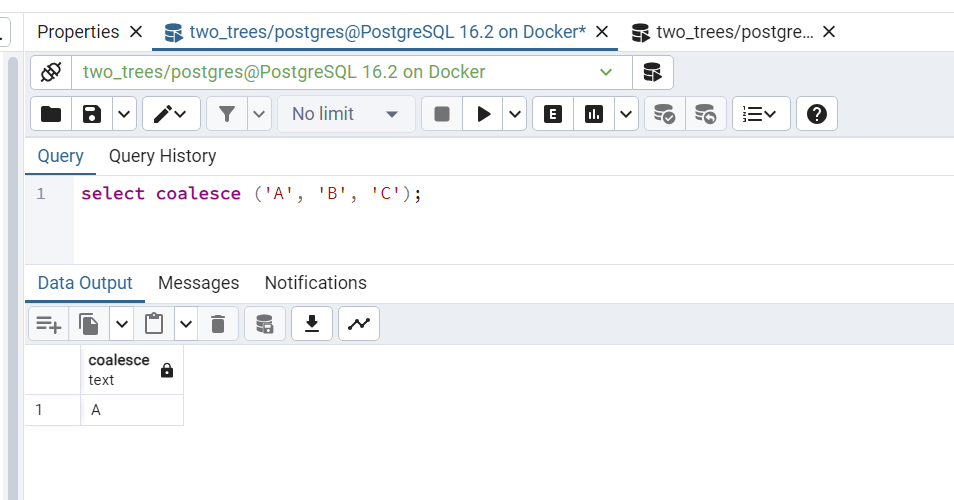 Properties two_trees/postgres@PostgreSQL 16.2 on Docker* two_trees/postgre...
two_trees/postgres@PostgreSQL 16.2 on Docker
No limit E
Query Query History
1 select coalesce ('A', 'B', 'C');
Data Output Messages Notifications
coalesce
text
1 A